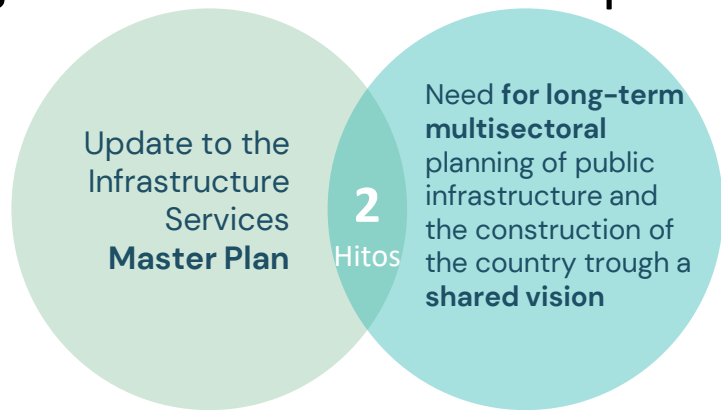 Update to the
Infrastructure
Services
Master Plan
2
Hitos
Need for long-term
multisectoral
planning of public
infrastructure and
the construction of
the country trough a
shared vision